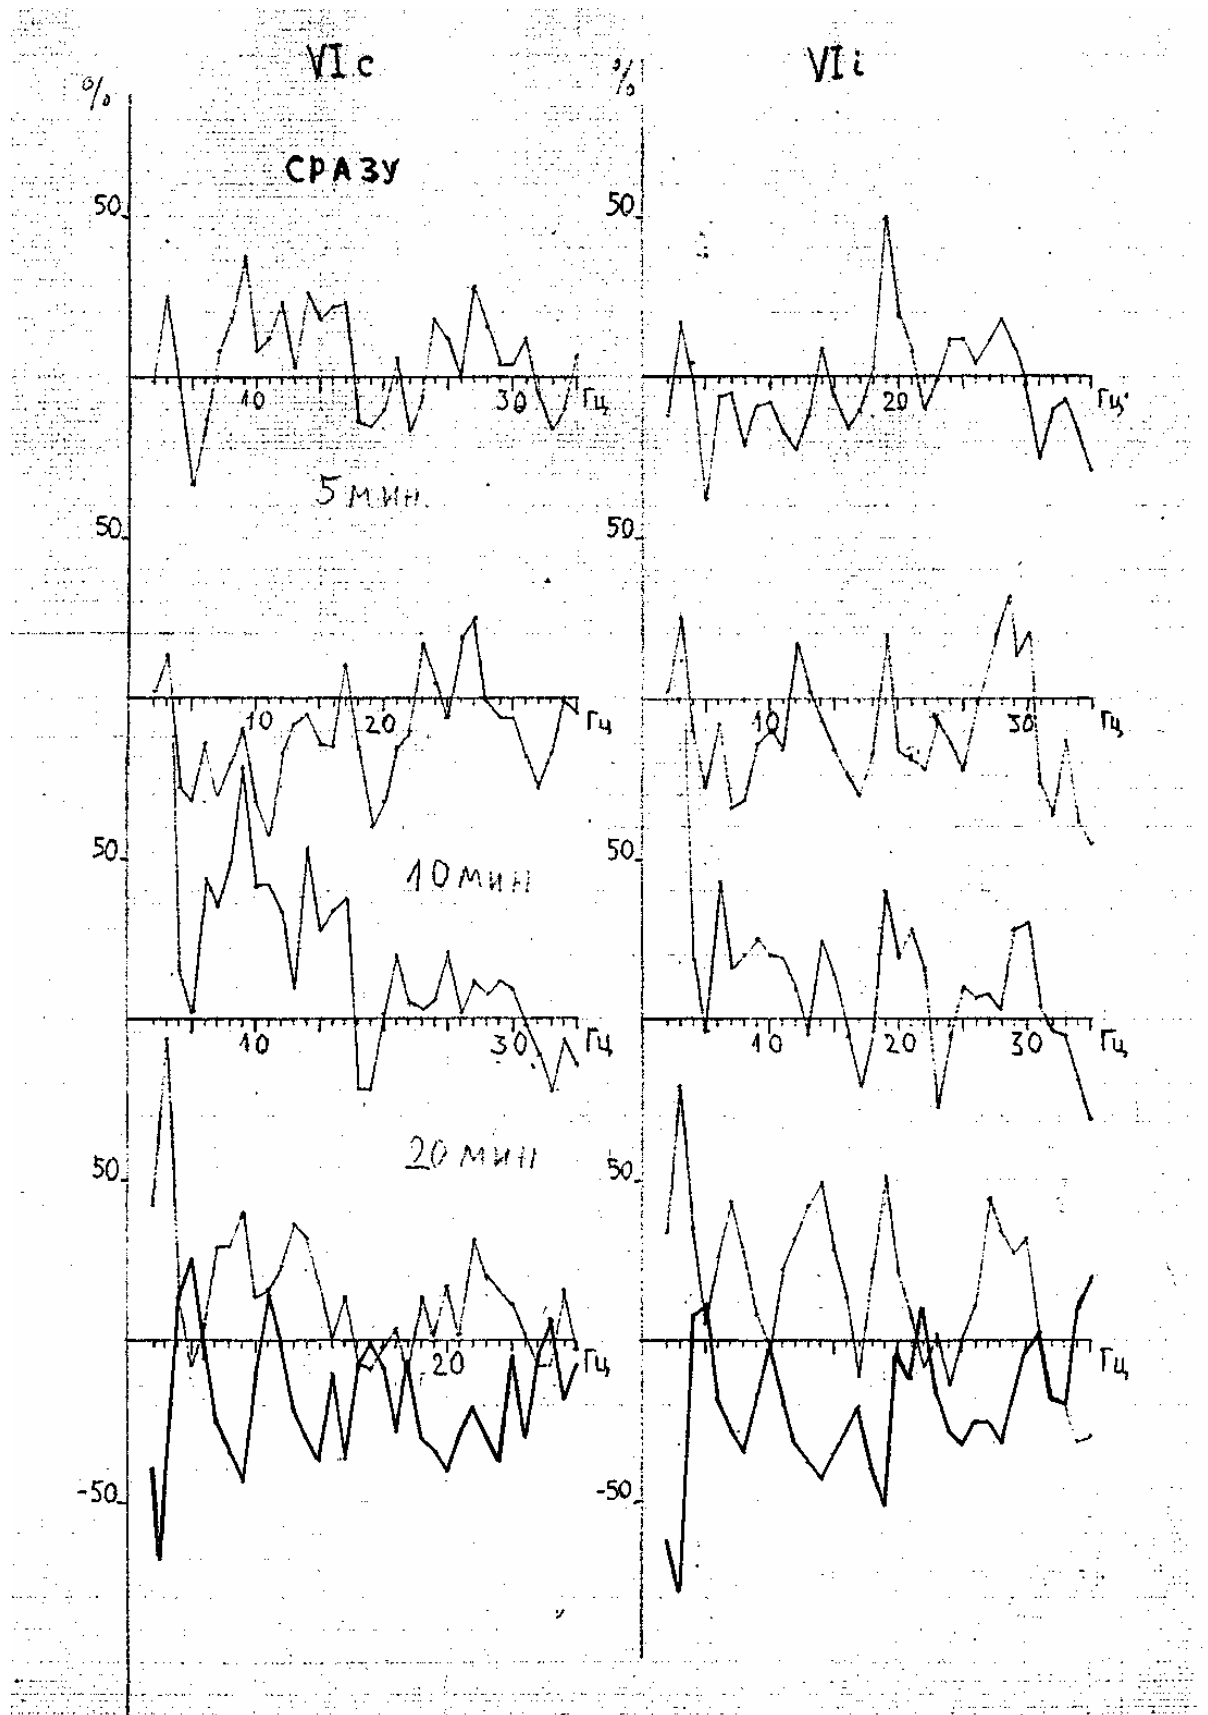 VI c VI i
% %
СРАЗУ
50 50
10 30 Гц 20 Гц
5 мин.
50 50
10 20 Гц 10 30 Гц
50 10 мин 50
10 30 Гц 10 20 30 Гц
20 мин
50 50
20 Гц Гц
-50 -50